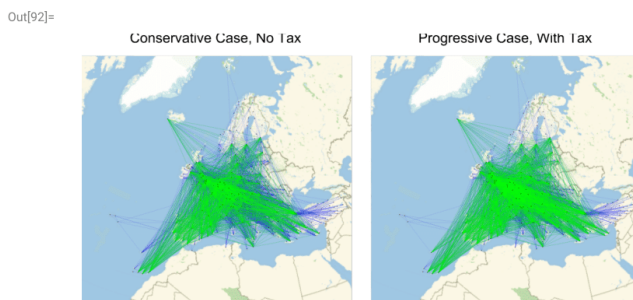 Out[92]=
Conservative Case, No Tax
Progressive Case, With Tax